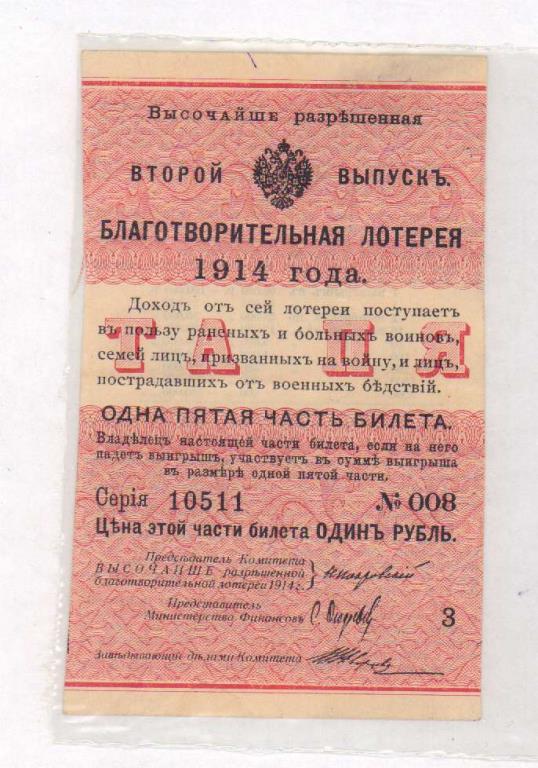 Высочайше разрѣшенная
ВТОРОЙ ВЫПУСКЪ.
БЛАГОТВОРИТЕЛЬНАЯ ЛОТЕРЕЯ
1914 года.
Доходъ отъ сей лотереи поступаетъ
въ пользу раненыхъ и больныхъ воиновъ,
семей лицъ, призванныхъ на войну, и лицъ,
пострадавшихъ отъ военныхъ бѣдствій.
ТА ПЯ
ОДНА ПЯТАЯ ЧАСТЬ БИЛЕТА.
Владѣлецъ настоящей части билета, если на него
падетъ выигрышъ, участвуетъ въ суммѣ выигрыша
въ размѣрѣ одной пятой части.
Серія 10511 № 008
Цѣна этой части билета ОДИНЪ РУБЛЬ.
Предсѣдатель Комитета
ВЫСОЧАЙШЕ разрѣшенной
благотворительной лотереи 1914 г.
Представитель
Министерства Финансовъ
3
Завѣдывающій дѣлами Комитета